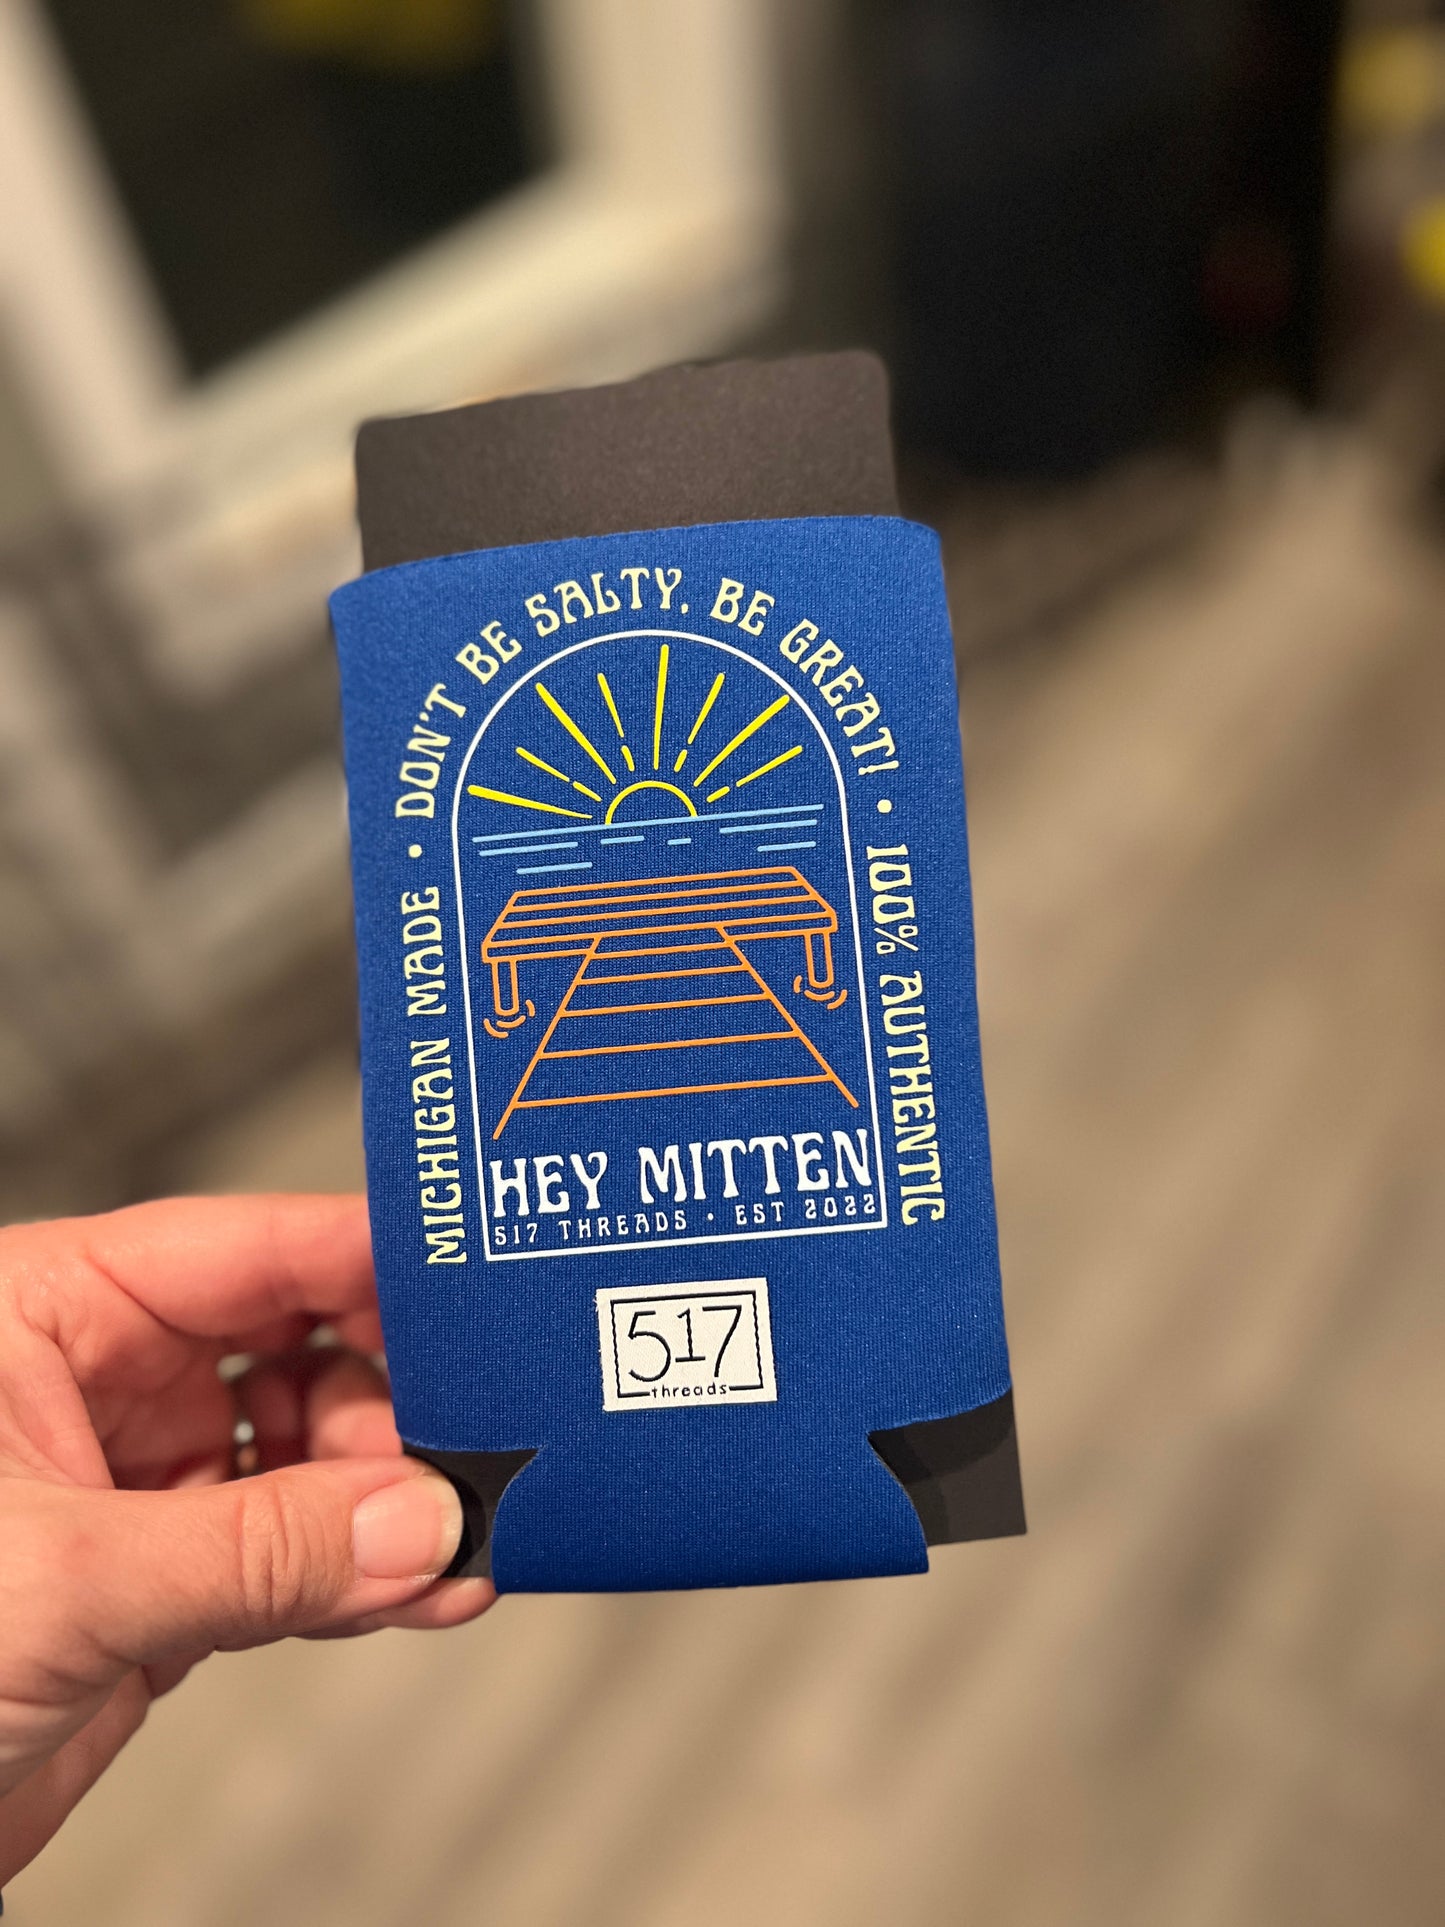 MICHIGAN MADE • DON'T BE SALTY, BE GREAT! • 100% AUTHENTIC
HEY MITTEN
517 THREADS • EST 2022
517
threads